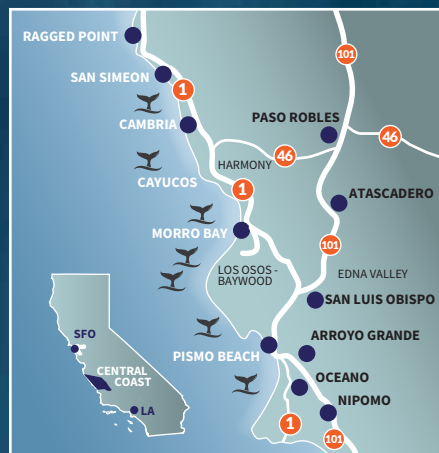 RAGGED POINT
101
SAN SIMEON
1
CAMBRIA
PASO ROBLES
46
46
HARMONY
CAYUCOS
1
ATASCADERO
MORRO BAY
101
LOS OSOS -
BAYWOOD
EDNA VALLEY
SAN LUIS OBISPO
SFO
ARROYO GRANDE
PISMO BEACH
CENTRAL
COAST
OCEANO
NIPOMO
LA
1
101